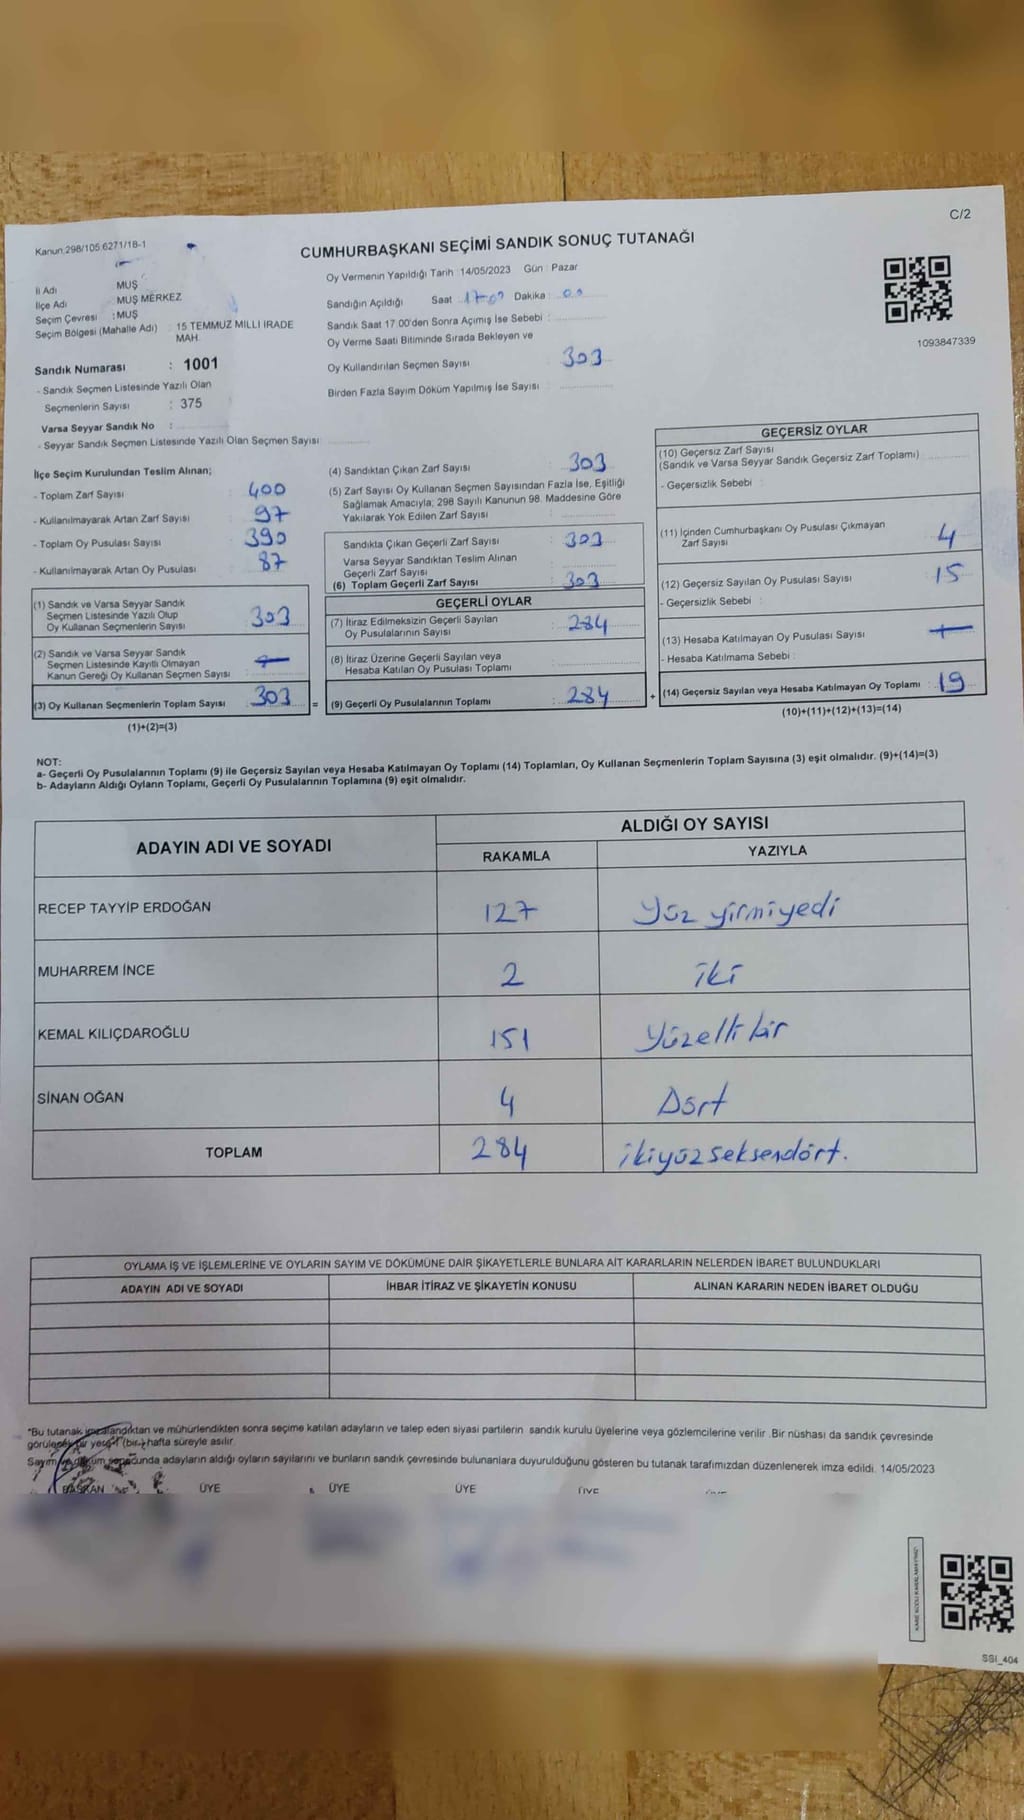 C/2
Kanun 298/105 6271/18-1
CUMHURBAŞKANI SEÇİMİ SANDIK SONUÇ TUTANAĞI
1093847339
İl Adı MUŞ
İlçe Adı MUŞ MERKEZ
Seçim Çevresi : MUŞ
Seçim Bölgesi (Mahalle Adı) : 15 TEMMUZ MİLLİ İRADE
MAH.
Sandık Numarası : 1001
- Sandık Seçmen Listesinde Yazılı Olan
Seçmenlerin Sayısı : 375
Varsa Seyyar Sandık No :
- Seyyar Sandık Seçmen Listesinde Yazılı Olan Seçmen Sayısı
Oy Vermenin Yapıldığı Tarih : 14/05/2023 Gün : Pazar
Sandığın Açıldığı Saat Dakika :
Sandık Saat 17.00'den Sonra Açımış İse Sebebi :
Oy Verme Saati Bitiminde Sırada Bekleyen ve
Oy Kullandırılan Seçmen Sayısı 303
Birden Fazla Sayım Döküm Yapılmış İse Sayısı :
İlçe Seçim Kurulundan Teslim Alınan;
- Toplam Zarf Sayısı : 400
- Kullanılmayarak Artan Zarf Sayısı : 97
- Toplam Oy Pusulası Sayısı : 390
- Kullanılmayarak Artan Oy Pusulası : 87
(1) Sandık ve Varsa Seyyar Sandık
Seçmen Listesinde Yazılı Olup
Oy Kullanan Seçmenlerin Sayısı : 303
(2) Sandık ve Varsa Seyyar Sandık
Seçmen Listesinde Kayıtlı Olmayan
Kanun Gereği Oy Kullanan Seçmen Sayısı :
(3) Oy Kullanan Seçmenlerin Toplam Sayısı : 303 =
(1)+(2)=(3)
(4) Sandıktan Çıkan Zarf Sayısı : 303
(5) Zarf Sayısı Oy Kullanan Seçmen Sayısından Fazla İse, Eşitliği
Sağlamak Amacıyla; 298 Sayılı Kanunun 98. Maddesine Göre
Yakılarak Yok Edilen Zarf Sayısı :
Sandıkta Çıkan Geçerli Zarf Sayısı : 303
Varsa Seyyar Sandıktan Teslim Alınan
Geçerli Zarf Sayısı :
(6) Toplam Geçerli Zarf Sayısı : 303
GEÇERLİ OYLAR
(7) İtiraz Edilmeksizin Geçerli Sayılan
Oy Pusulalarının Sayısı : 284
(8) İtiraz Üzerine Geçerli Sayılan veya
Hesaba Katılan Oy Pusulası Toplamı :
(9) Geçerli Oy Pusulalarının Toplamı : 284 +
GEÇERSİZ OYLAR
(10) Geçersiz Zarf Sayısı
(Sandık ve Varsa Seyyar Sandık Geçersiz Zarf Toplamı) :
- Geçersizlik Sebebi :
(11) İçinden Cumhurbaşkanı Oy Pusulası Çıkmayan
Zarf Sayısı : 4
(12) Geçersiz Sayılan Oy Pusulası Sayısı : 15
- Geçersizlik Sebebi :
(13) Hesaba Katılmayan Oy Pusulası Sayısı :
- Hesaba Katılmama Sebebi :
(14) Geçersiz Sayılan veya Hesaba Katılmayan Oy Toplamı : 19
(10)+(11)+(12)+(13)=(14)
NOT:
a- Geçerli Oy Pusulalarının Toplamı (9) ile Geçersiz Sayılan veya Hesaba Katılmayan Oy Toplamı (14) Toplamları, Oy Kullanan Seçmenlerin Toplam Sayısına (3) eşit olmalıdır. (9)+(14)=(3)
b- Adayların Aldığı Oyların Toplamı, Geçerli Oy Pusulalarının Toplamına (9) eşit olmalıdır.
ADAYIN ADI VE SOYADI ALDIĞI OY SAYISI
RAKAMLA YAZIYLA
RECEP TAYYİP ERDOĞAN 127 Yüz yirmiyedi
MUHARREM İNCE 2 iki
KEMAL KILIÇDAROĞLU 151 Yüzelli bir
SİNAN OĞAN 4 Dört
TOPLAM 284 ikiyüzseksendört.
OYLAMA İŞ VE İŞLEMLERİNE VE OYLARIN SAYIM VE DÖKÜMÜNE DAİR ŞİKAYETLERLE BUNLARA AİT KARARLARIN NELERDEN İBARET BULUNDUKLARI
ADAYIN ADI VE SOYADI İHBAR İTİRAZ VE ŞİKAYETİN KONUSU ALINAN KARARIN NEDEN İBARET OLDUĞU
*Bu tutanak imzalandıktan ve mühürlendikten sonra seçime katılan adayların ve talep eden siyasi partilerin sandık kurulu üyelerine veya gözlemcilerine verilir. Bir nüshası da sandık çevresinde
görülecek bir yere 1 (bir) hafta süreyle asılır.
Sayım ve döküm sonucunda adayların aldığı oyların sayılarını ve bunların sandık çevresinde bulunanlara duyurulduğunu gösteren bu tutanak tarafımızdan düzenlenerek imza edildi. 14/05/2023
BAŞKAN ÜYE ÜYE ÜYE ÜYE
SSI_404